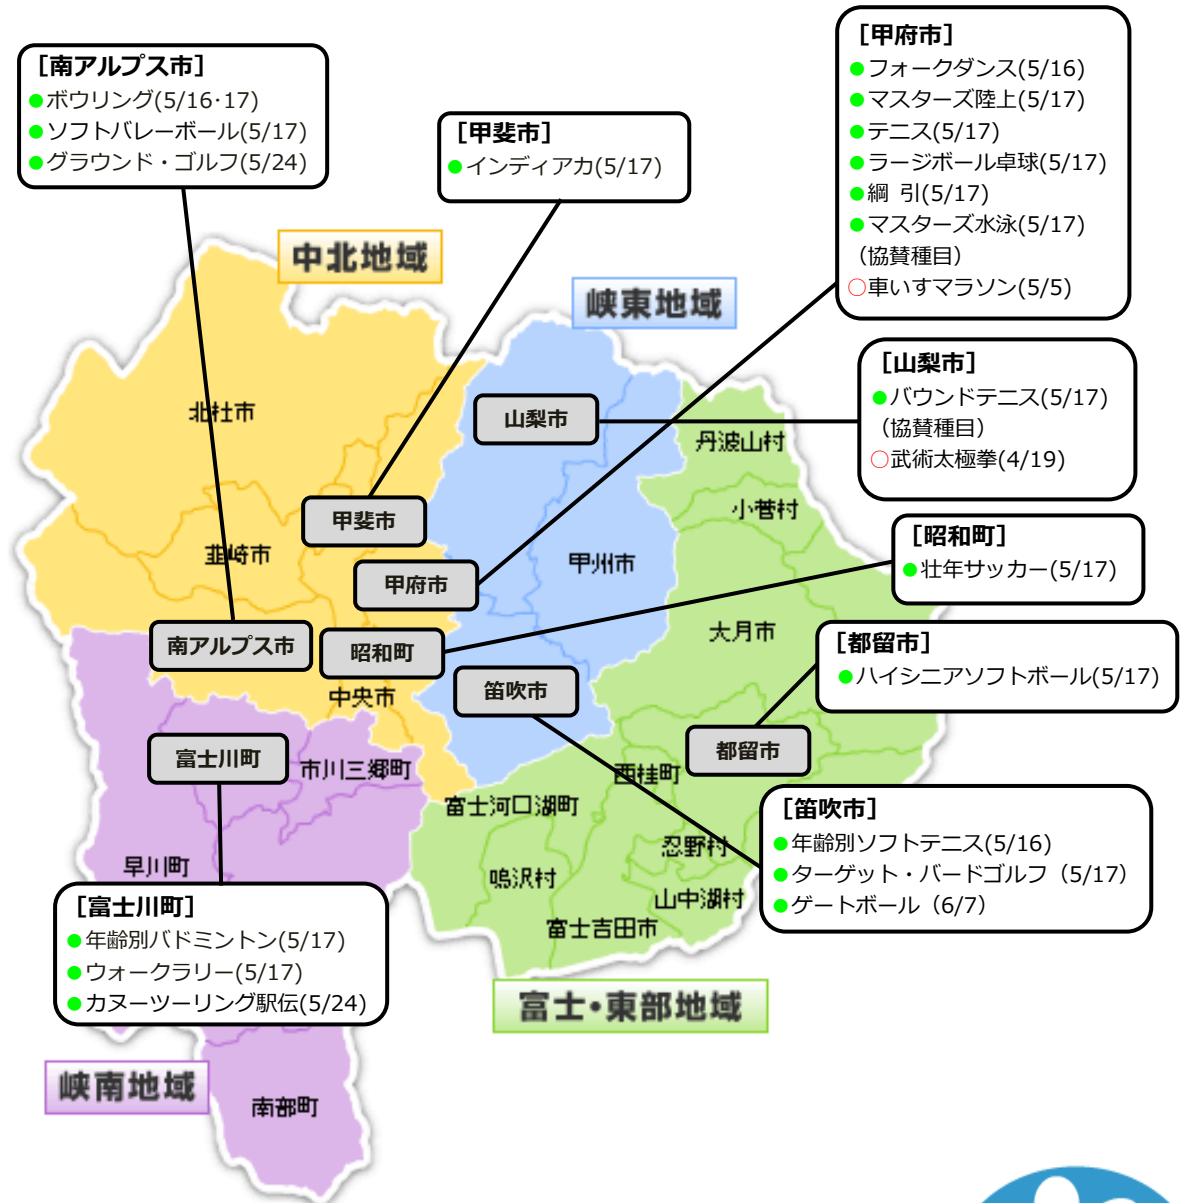 [南アルプス市]
●ボウリング(5/16･17)
●ソフトバレーボール(5/17)
●グラウンド・ゴルフ(5/24)
[甲斐市]
●インディアカ(5/17)
[甲府市]
●フォークダンス(5/16)
●マスターズ陸上(5/17)
●テニス(5/17)
●ラージボール卓球(5/17)
●綱 引(5/17)
●マスターズ水泳(5/17)
(協賛種目)
○車いすマラソン(5/5)
中北地域
峡東地域
[山梨市]
●バウンドテニス(5/17)
(協賛種目)
○武術太極拳(4/19)
北杜市
山梨市
丹波山村
小菅村
甲斐市
韮崎市
甲府市
甲州市
[昭和町]
●壮年サッカー(5/17)
大月市
南アルプス市
昭和町
中央市
笛吹市
[都留市]
●ハイシニアソフトボール(5/17)
都留市
富士川町
市川三郷町
西桂町
富士河口湖町
忍野村
早川町
鳴沢村
山中湖村
富士吉田市
[笛吹市]
●年齢別ソフトテニス(5/16)
●ターゲット・バードゴルフ（5/17）
●ゲートボール（6/7）
[富士川町]
●年齢別バドミントン(5/17)
●ウォークラリー(5/17)
●カヌーツーリング駅伝(5/24)
富士・東部地域
峡南地域
南部町